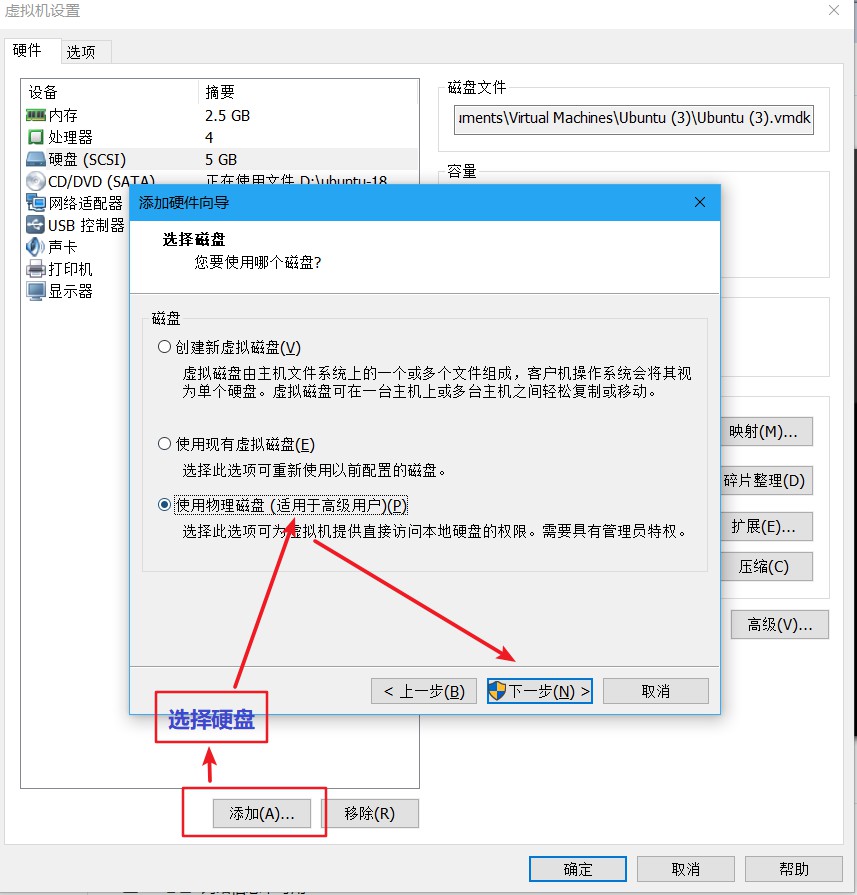 虚拟机设置
硬件 选项
设备 摘要
内存 2.5 GB
处理器 4
硬盘 (SCSI) 5 GB
CD/DVD (SATA) 正在使用文件 D:\ubuntu-18
网络适配器
USB 控制器
声卡
打印机
显示器
磁盘文件
uments\Virtual Machines\Ubuntu (3)\Ubuntu (3).vmdk
容量
添加硬件向导
选择磁盘
您要使用哪个磁盘?
磁盘
创建新虚拟磁盘(V)
虚拟磁盘由主机文件系统上的一个或多个文件组成，客户机操作系统会将其视
为单个硬盘。虚拟磁盘可在一台主机上或多台主机之间轻松复制或移动。
使用现有虚拟磁盘(E)
选择此选项可重新使用以前配置的磁盘。
使用物理磁盘 (适用于高级用户)(P)
选择此选项可为虚拟机提供直接访问本地硬盘的权限。需要具有管理员特权。
< 上一步(B) 下一步(N) > 取消
映射(M)...
碎片整理(D)
扩展(E)...
压缩(C)
高级(V)...
选择硬盘
添加(A)... 移除(R)
确定 取消 帮助